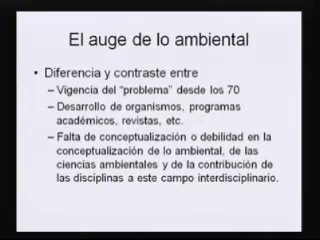 El auge de lo ambiental
• Diferencia y contraste entre
– Vigencia del "problema" desde los 70
– Desarrollo de organismos, programas
académicos, revistas, etc.
– Falta de conceptualización o debilidad en la
conceptualización de lo ambiental, de las
ciencias ambientales y de la contribución de
las disciplinas a este campo interdisciplinario.